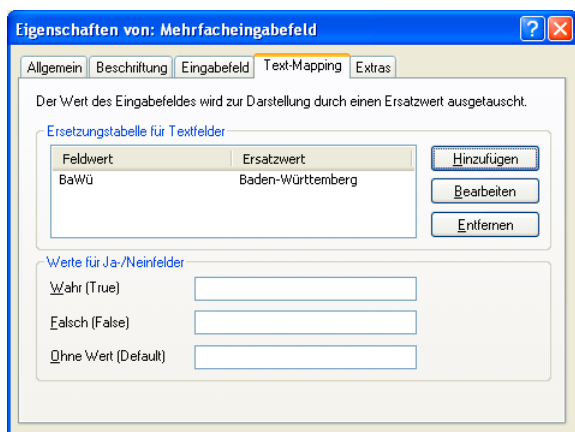 Eigenschaften von: Mehrfacheingabefeld
Allgemein Beschriftung Eingabefeld Text-Mapping Extras
Der Wert des Eingabefeldes wird zur Darstellung durch einen Ersatzwert ausgetauscht.
Ersetzungstabelle für Textfelder
Feldwert Ersatzwert Hinzufügen
BaWü Baden-Württemberg
Bearbeiten
Entfernen
Werte für Ja-/Neinfelder
Wahr (True)
Falsch (False)
Ohne Wert (Default)